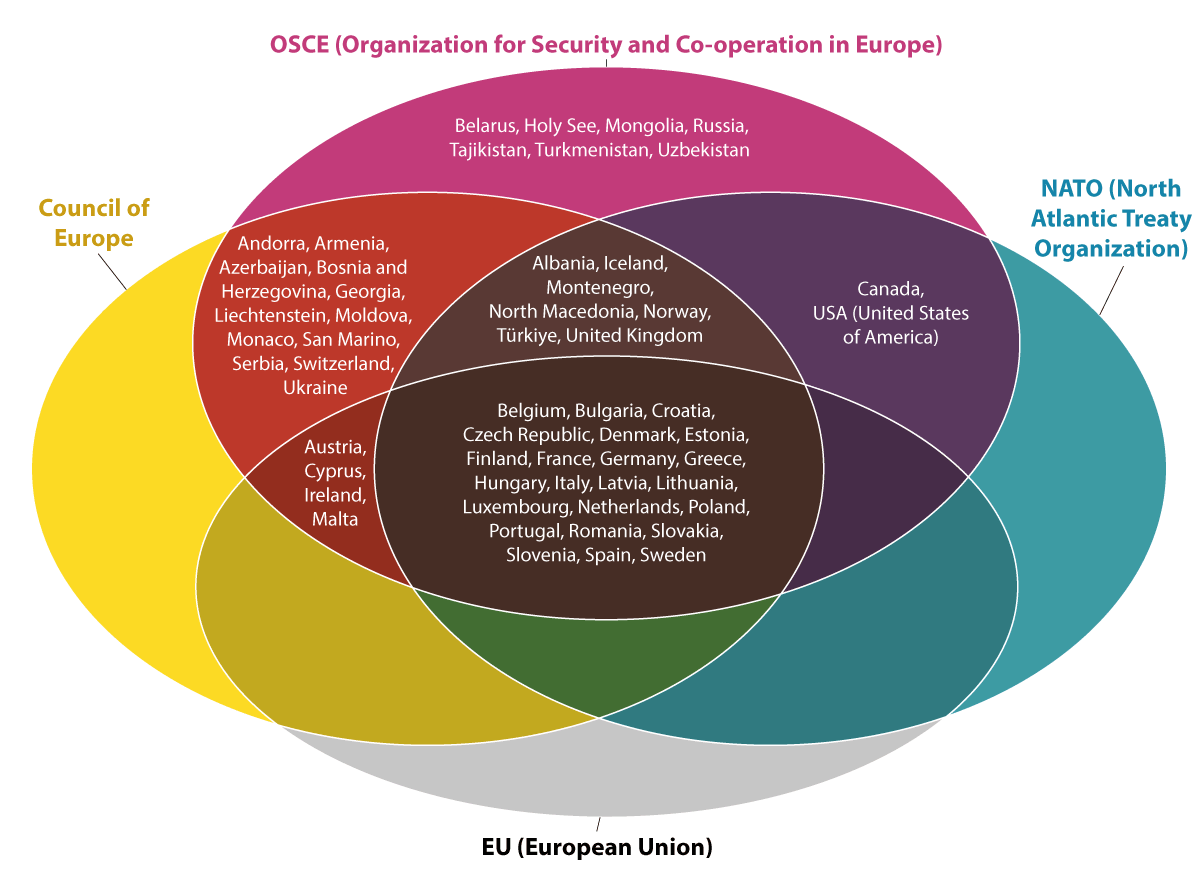 OSCE (Organization for Security and Co-operation in Europe)
Belarus, Holy See, Mongolia, Russia,
Tajikistan, Turkmenistan, Uzbekistan
Council of
Europe
NATO (North
Atlantic Treaty
Organization)
Andorra, Armenia,
Azerbaijan, Bosnia and
Herzegovina, Georgia,
Liechtenstein, Moldova,
Monaco, San Marino,
Serbia, Switzerland,
Ukraine
Albania, Iceland,
Montenegro,
North Macedonia, Norway,
Türkiye, United Kingdom
Canada,
USA (United States
of America)
Austria,
Cyprus,
Ireland,
Malta
Belgium, Bulgaria, Croatia,
Czech Republic, Denmark, Estonia,
Finland, France, Germany, Greece,
Hungary, Italy, Latvia, Lithuania,
Luxembourg, Netherlands, Poland,
Portugal, Romania, Slovakia,
Slovenia, Spain, Sweden
EU (European Union)